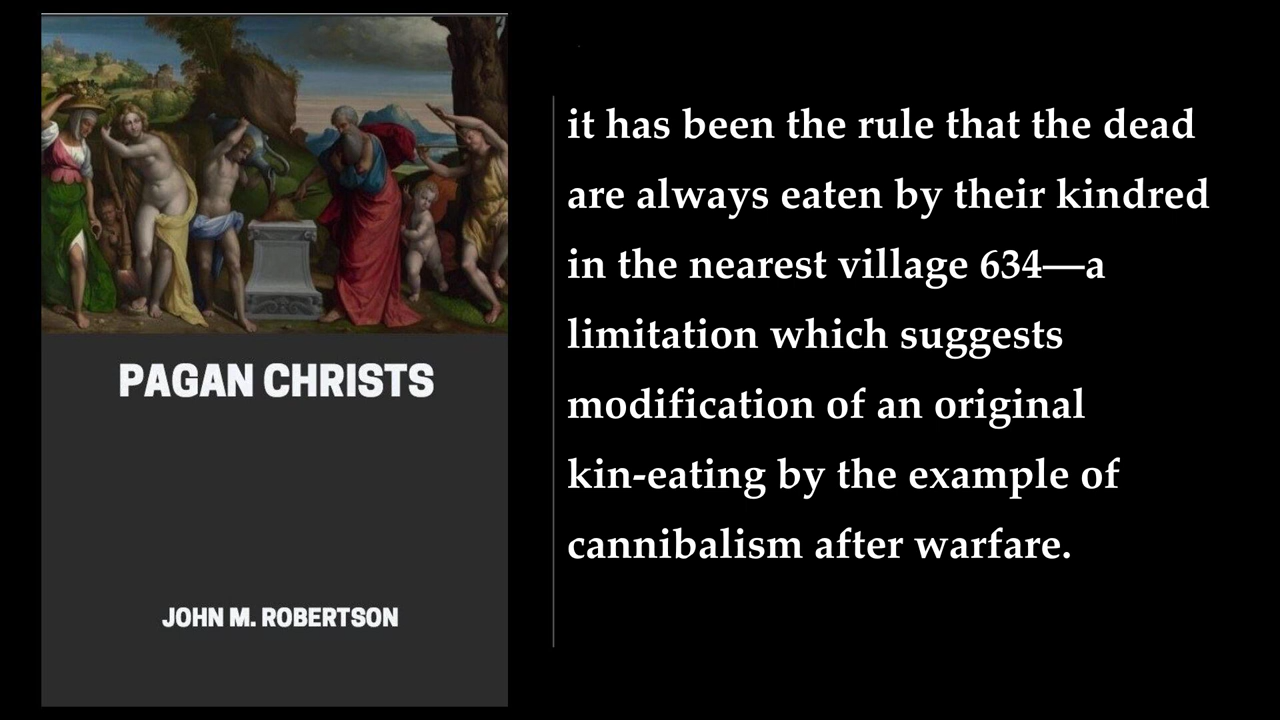 PAGAN CHRISTS
JOHN M. ROBERTSON
it has been the rule that the dead
are always eaten by their kindred
in the nearest village 634—a
limitation which suggests
modification of an original
kin-eating by the example of
cannibalism after warfare.